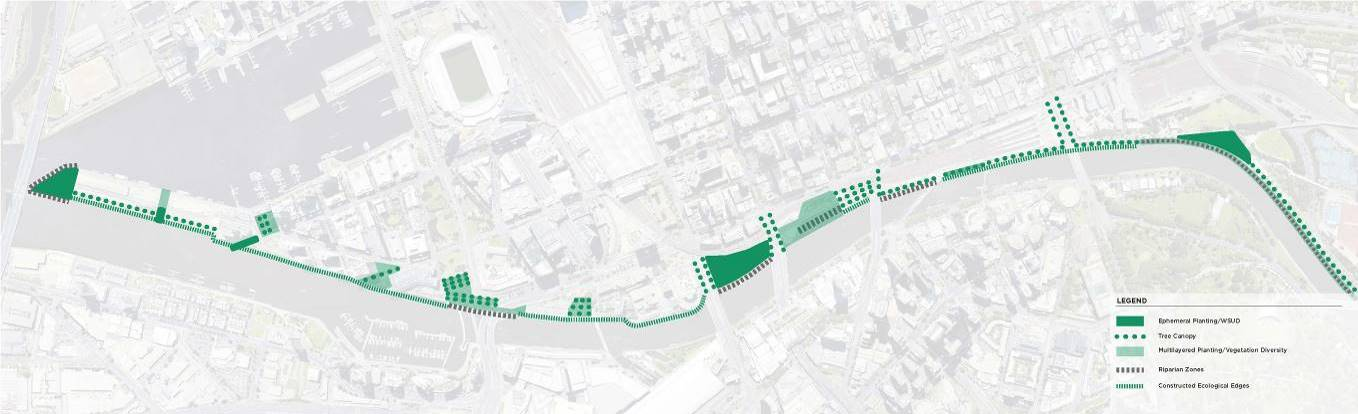 LEGEND
Ephemeral Planting/WSUD
Tree Canopy
Multilayered Planting/Vegetation Diversity
Riparian Zones
Constructed Ecological Edges